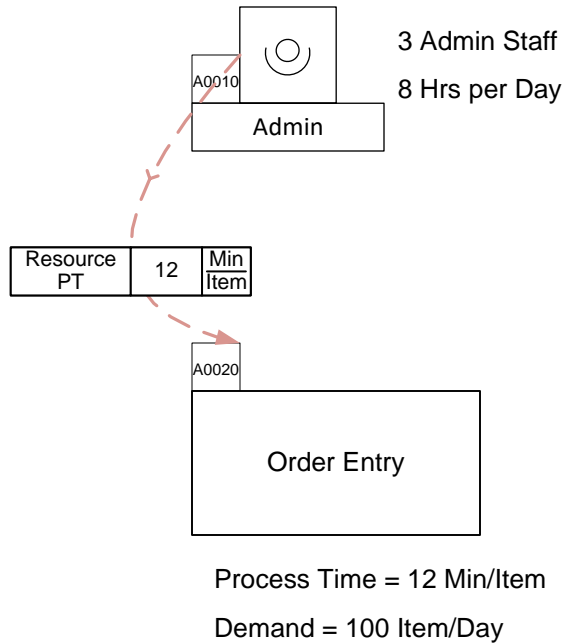 3 Admin Staff
A0010
8 Hrs per Day
Admin
Resource
PT
12
Min
Item
A0020
Order Entry
Process Time = 12 Min/Item
Demand = 100 Item/Day